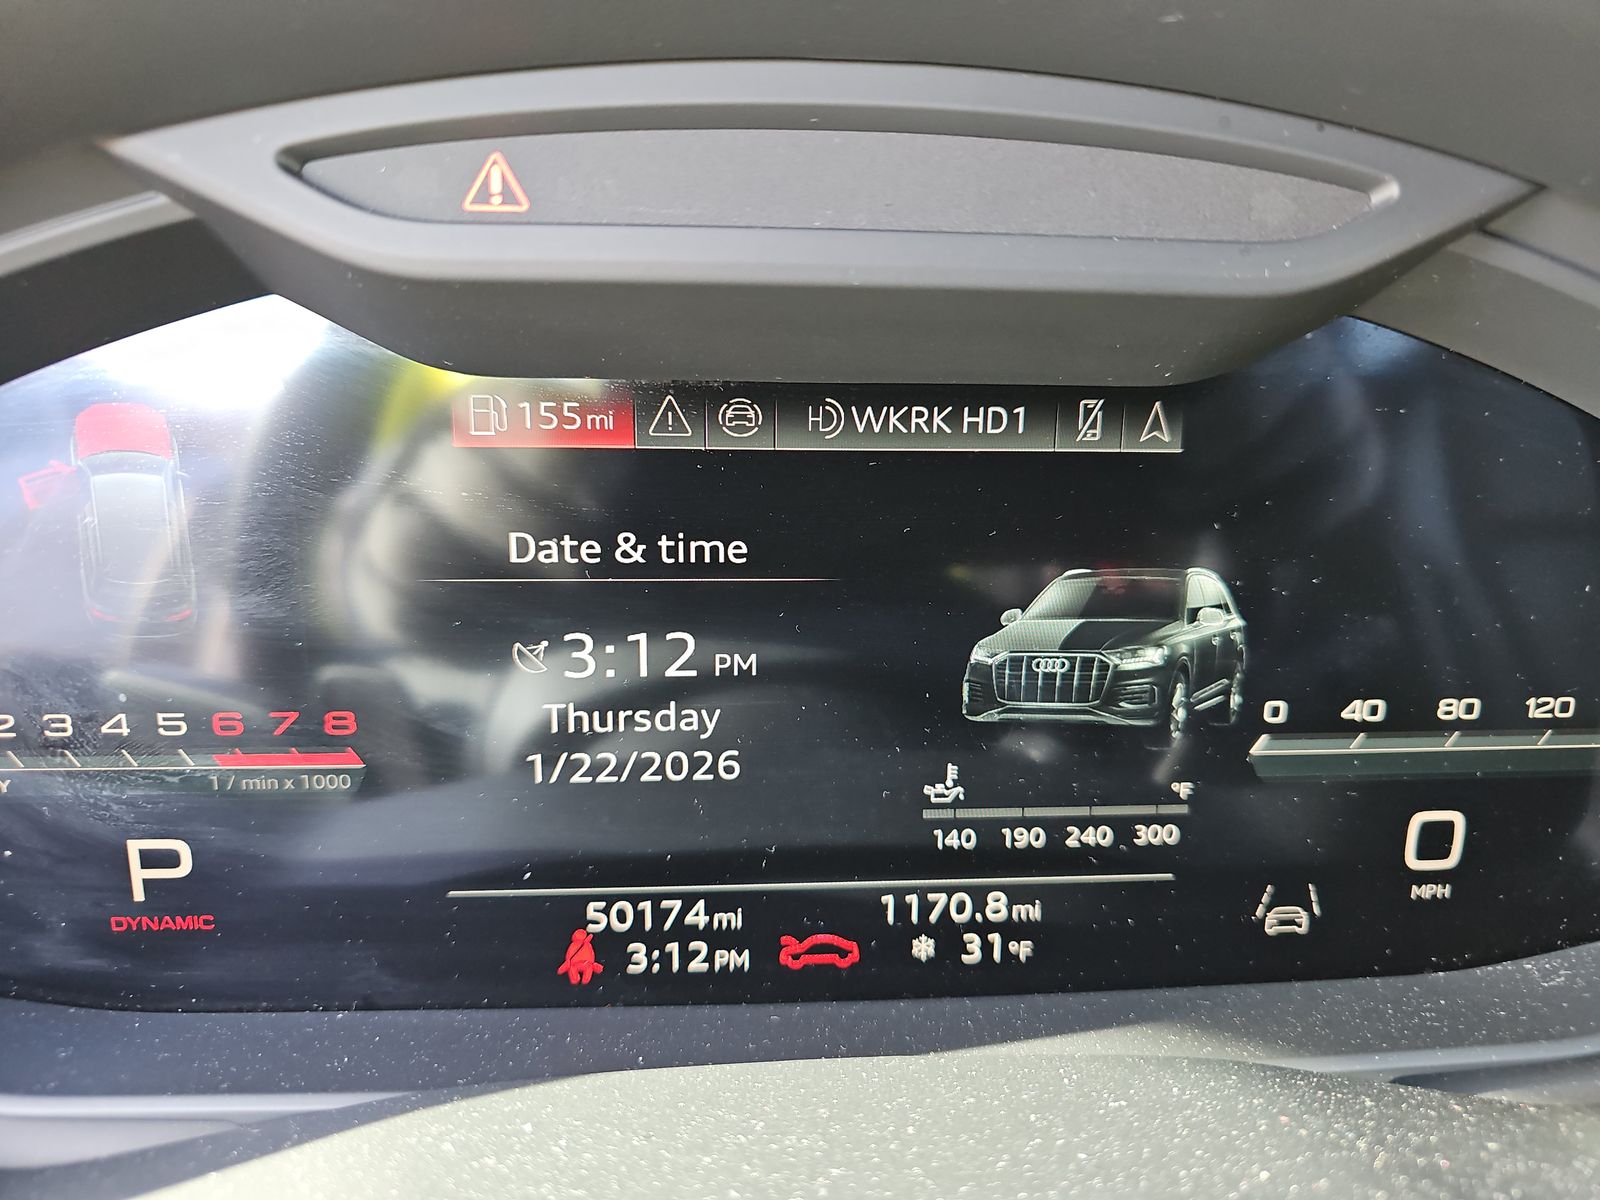 155mi
WKRK HD1
Date & time
3:12 PM
Thursday
1/22/2026
2 3 4 5 6 7 8
1 / min x 1000
0 40 80 120
°F
140 190 240 300
P
DYNAMIC
0
MPH
50174mi
1170.8mi
3:12PM
31°F